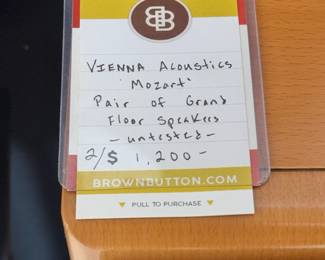 BB
VIENNA ACOUSTICS
'Mozart'
Pair of Grand
Floor Speakers
- untested -
2/$ 1,200-
BROWNBUTTON.COM
▼ PULL TO PURCHASE ▼